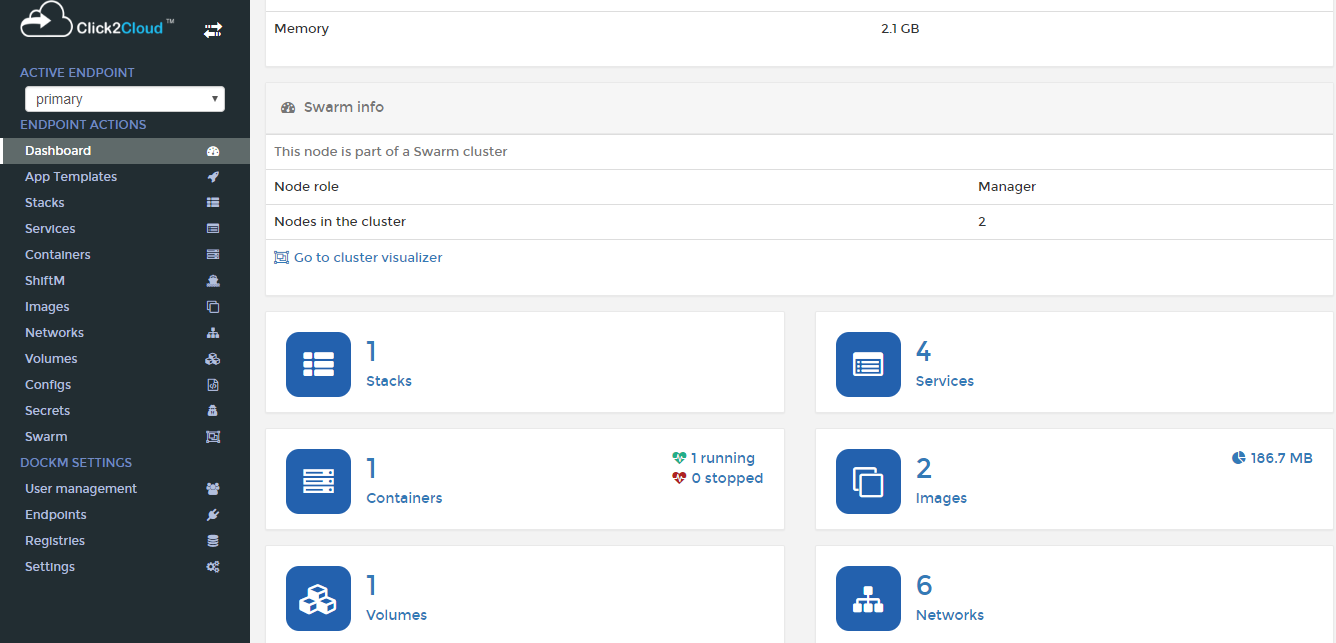 Click2Cloud™
ACTIVE ENDPOINT
primary
ENDPOINT ACTIONS
Dashboard
App Templates
Stacks
Services
Containers
ShiftM
Images
Networks
Volumes
Configs
Secrets
Swarm
DOCKM SETTINGS
User management
Endpoints
Registries
Settings
Memory 2.1 GB
Swarm info
This node is part of a Swarm cluster
Node role Manager
Nodes in the cluster 2
Go to cluster visualizer
1
Stacks
4
Services
1
Containers
1 running
0 stopped
2
Images
186.7 MB
1
Volumes
6
Networks